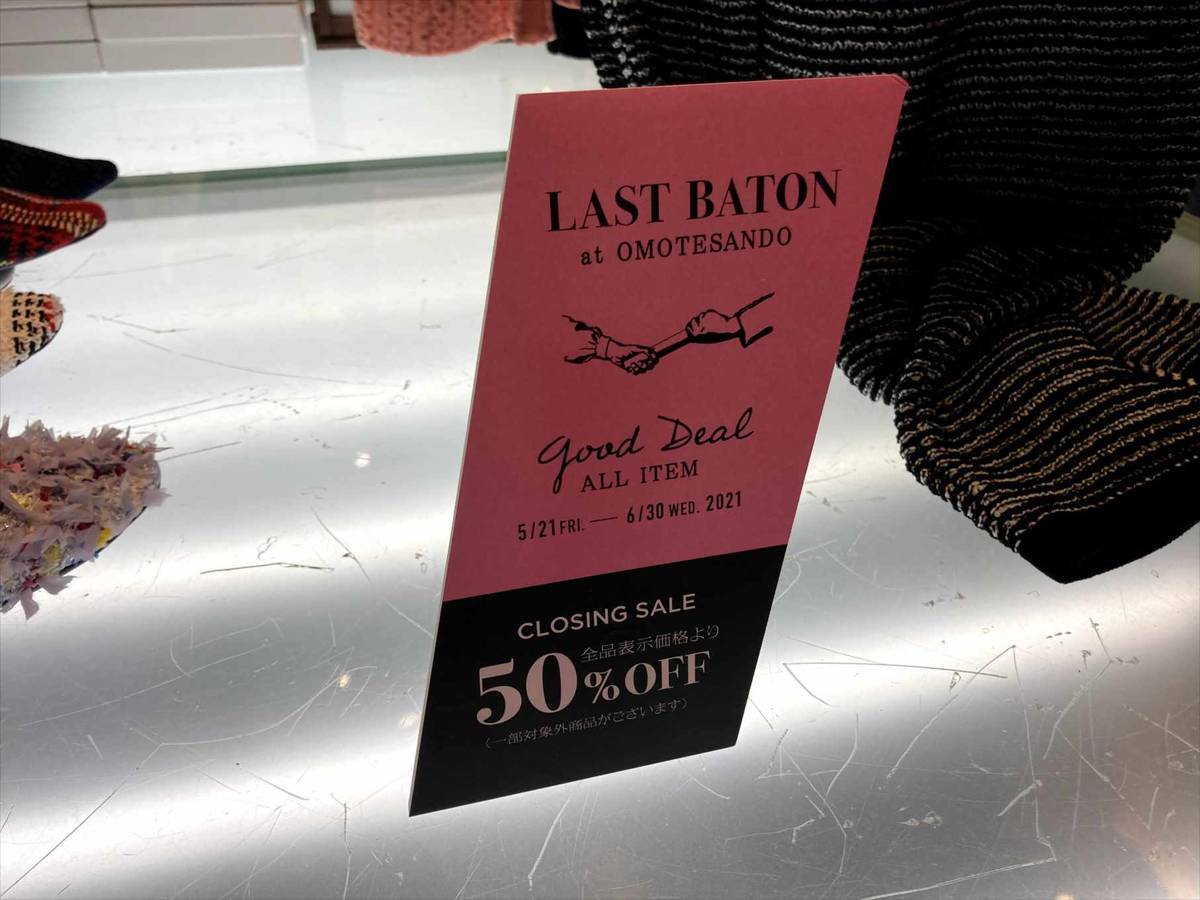 LAST BATON
at OMOTESANDO
Good Deal
ALL ITEM
5/21 FRI. — 6/30 WED. 2021
CLOSING SALE
全品表示価格より
50%OFF
(一部対象外商品がございます)